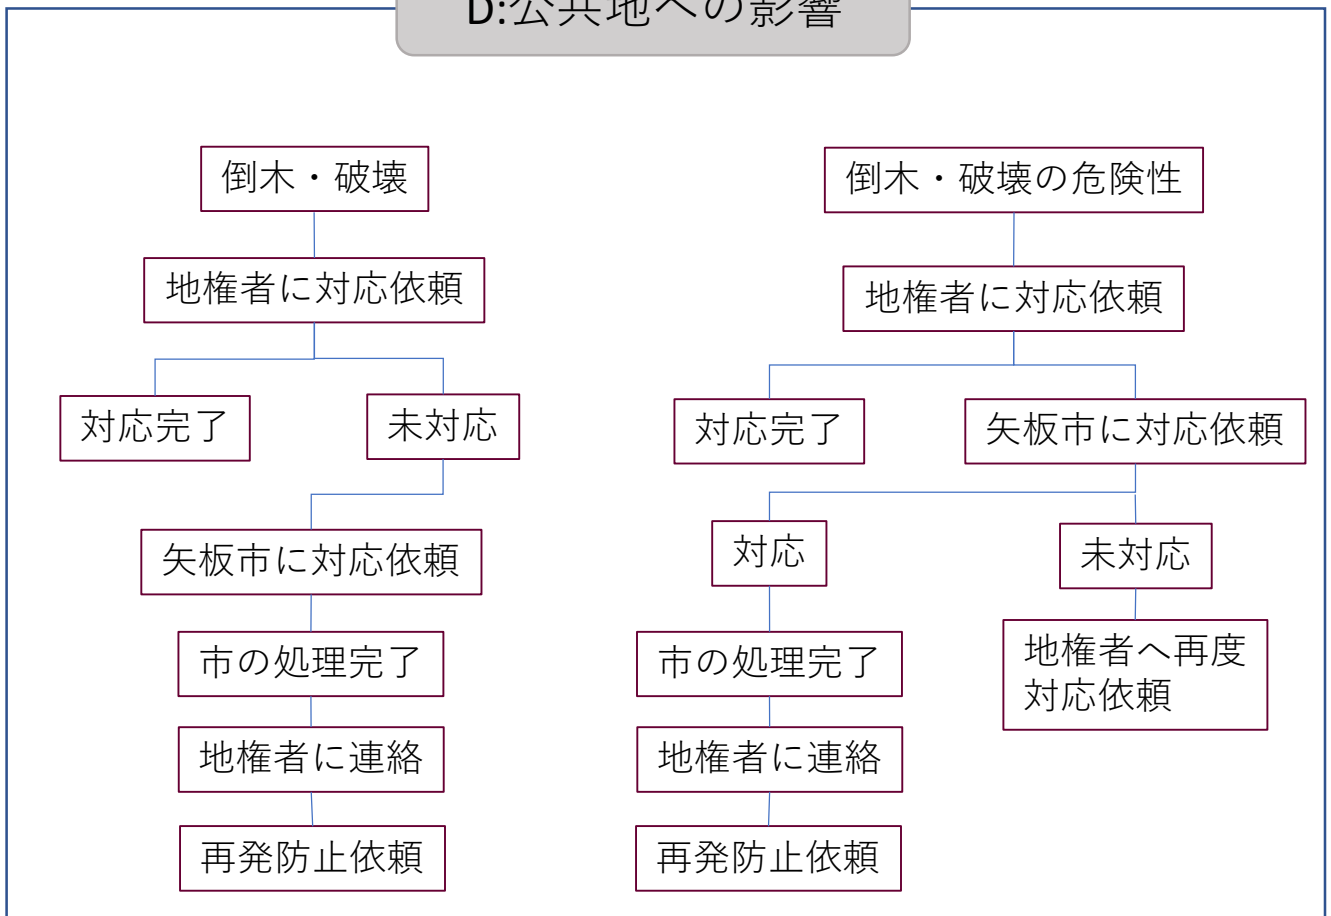 D:公共地への影響
倒木・破壊
地権者に対応依頼
対応完了
未対応
矢板市に対応依頼
市の処理完了
地権者に連絡
再発防止依頼
倒木・破壊の危険性
地権者に対応依頼
対応完了
矢板市に対応依頼
対応
未対応
市の処理完了
地権者に連絡
再発防止依頼
地権者へ再度
対応依頼